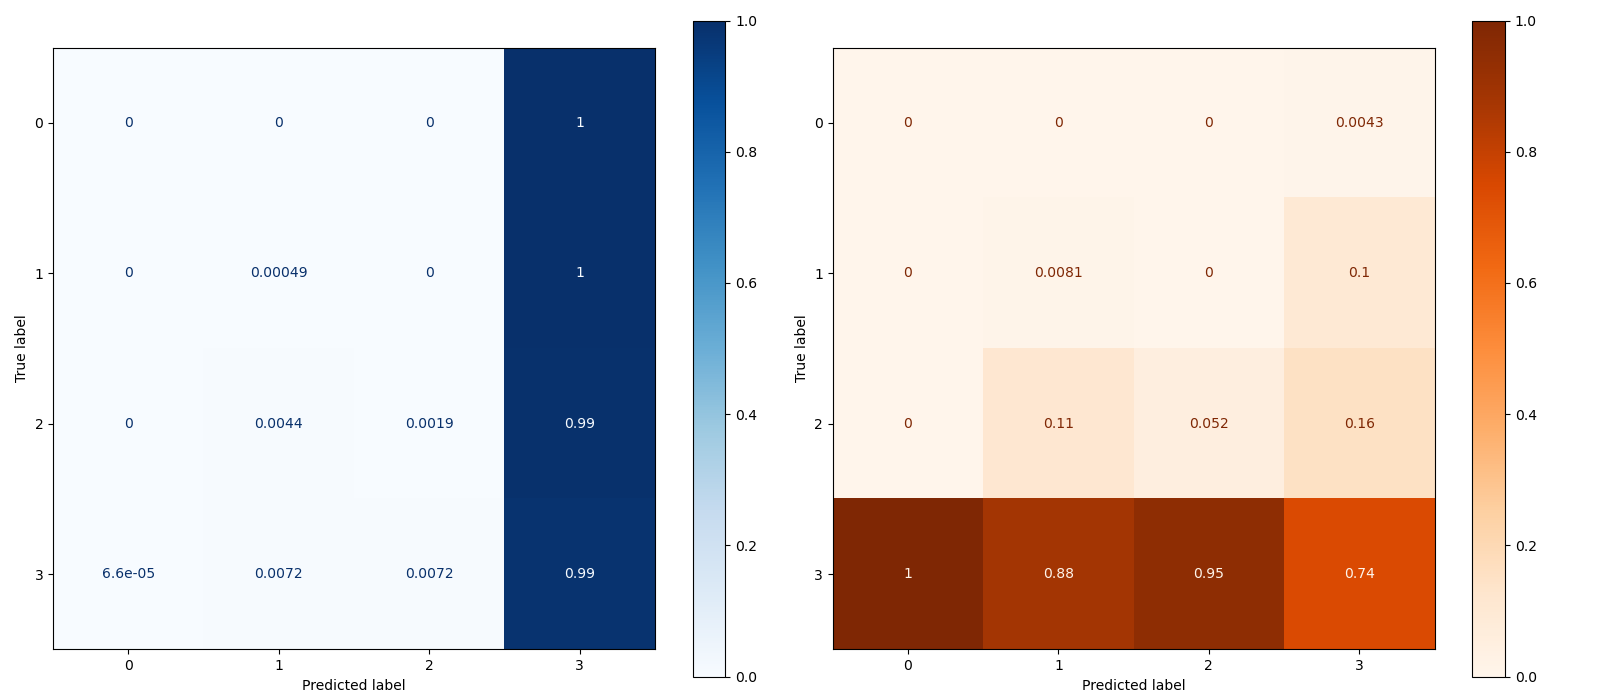 1.0
0.8
0.6
0.4
0.2
0.0
0 0 0 0 1
1 0 0.00049 0 1
2 0 0.0044 0.0019 0.99
3 6.6e-05 0.0072 0.0072 0.99
0 1 2 3
Predicted label
True label
1.0
0.8
0.6
0.4
0.2
0.0
0 0 0 0 0.0043
1 0 0.0081 0 0.1
2 0 0.11 0.052 0.16
3 1 0.88 0.95 0.74
0 1 2 3
Predicted label
True label